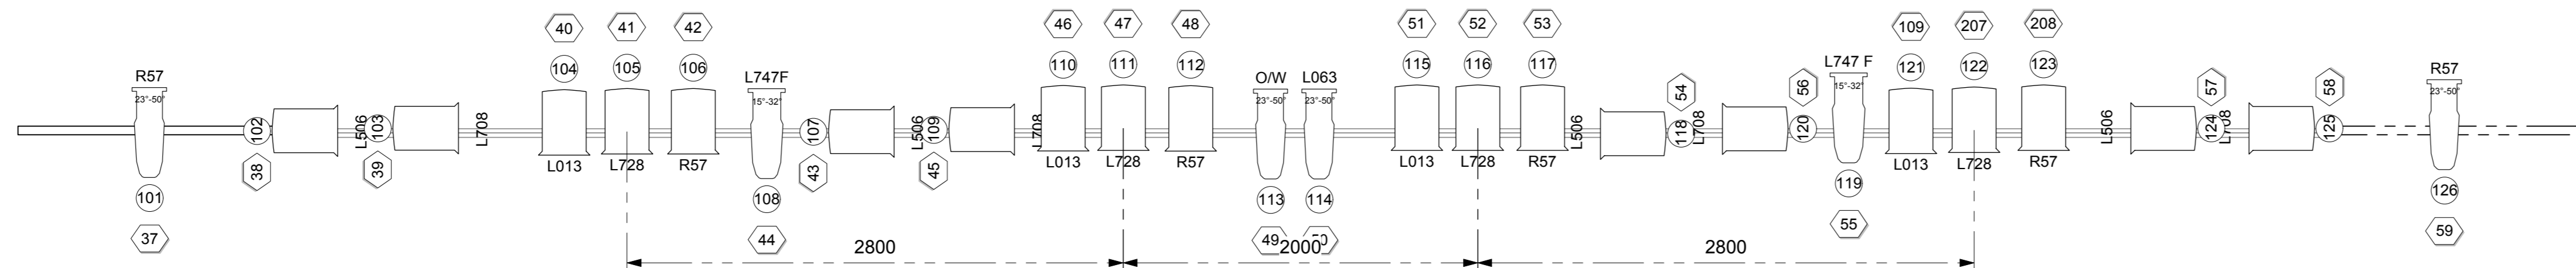 40 41 42 46 47 48 51 52 53 109 207 208
104 105 106 110 111 112 115 116 117 121 122 123
R57 L747F O/W L063 L747 F R57
23°-50° 15°-32° 23°-50° 23°-50° 15°-32° 23°-50°
54 56 57 58
102 L506 103 L708 107 L506 109 L708 L506 118 L708 120 L506 124 L708 125
L013 L728 R57 L013 L728 R57 L013 L728 R57 L013 L728 R57
38 39 43 45
101 108 113 114 119 126
37 44 49 50 55 59
2800 2000 2800